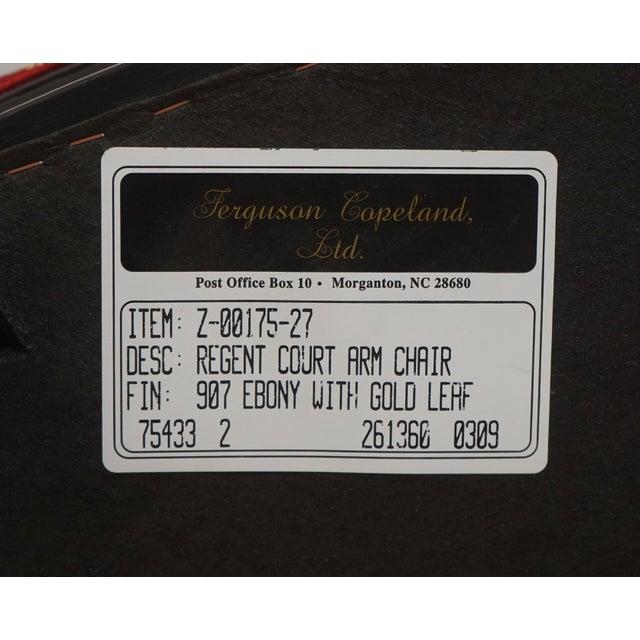 Ferguson Copeland,
Ltd.
Post Office Box 10 • Morganton, NC 28680
ITEM: Z-00175-27
DESC: REGENT COURT ARM CHAIR
FIN: 907 EBONY WITH GOLD LEAF
75433 2 261360 0309